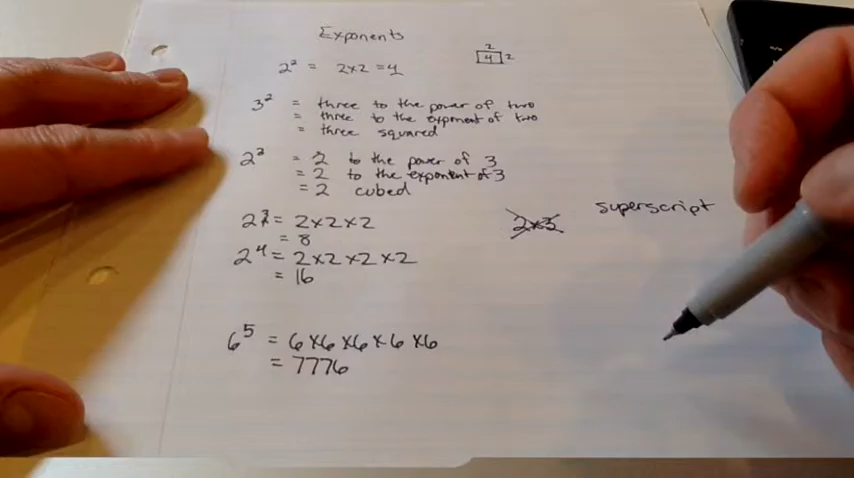 Exponents
2² = 2x2 = 4
2
4 2
3² = three to the power of two
= three to the exponent of two
= three squared
2³ = 2 to the power of 3
= 2 to the exponent of 3
= 2 cubed
2³ = 2x2x2
= 8
2x3
superscript
2⁴ = 2x2x2x2
= 16
6⁵ = 6x6x6x6x6
= 7776